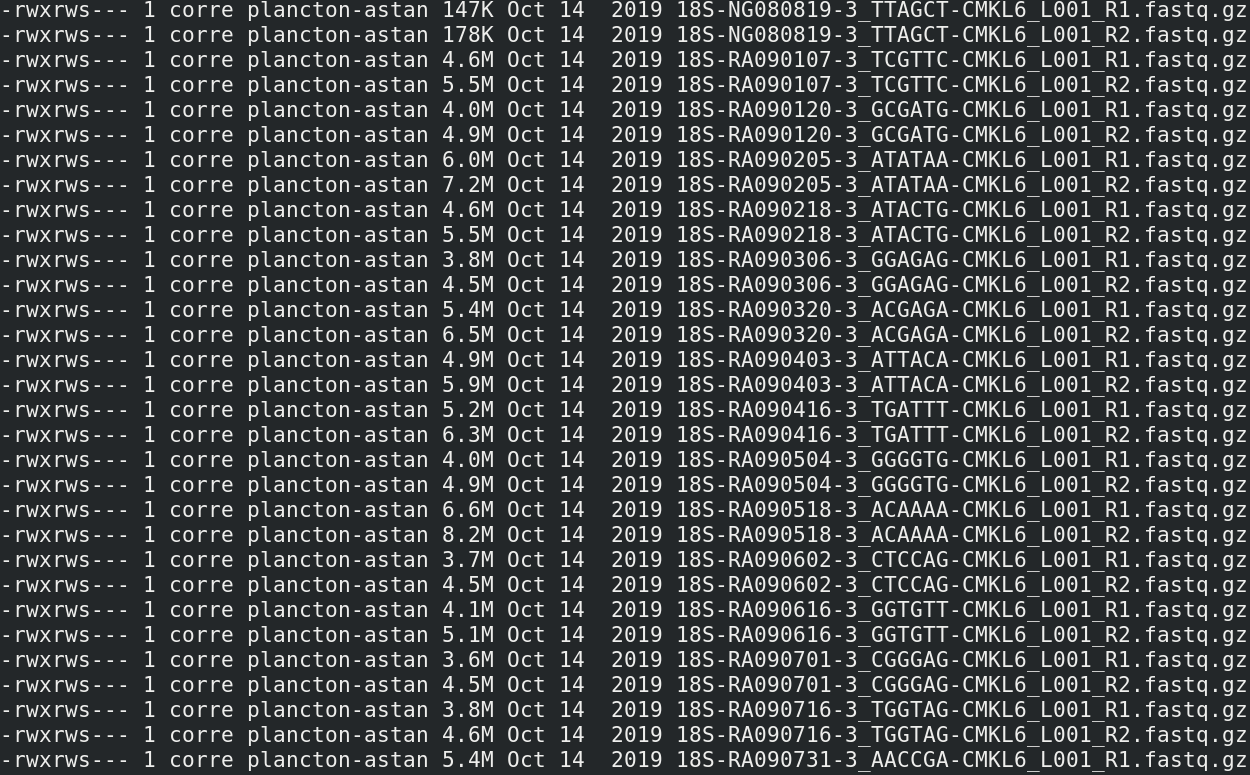 -rwxrws--- 1 corre plancton-astan 147K Oct 14  2019 18S-NG080819-3_TTAGCT-CMKL6_L001_R1.fastq.gz
-rwxrws--- 1 corre plancton-astan 178K Oct 14  2019 18S-NG080819-3_TTAGCT-CMKL6_L001_R2.fastq.gz
-rwxrws--- 1 corre plancton-astan 4.6M Oct 14  2019 18S-RA090107-3_TCGTTC-CMKL6_L001_R1.fastq.gz
-rwxrws--- 1 corre plancton-astan 5.5M Oct 14  2019 18S-RA090107-3_TCGTTC-CMKL6_L001_R2.fastq.gz
-rwxrws--- 1 corre plancton-astan 4.0M Oct 14  2019 18S-RA090120-3_GCGATG-CMKL6_L001_R1.fastq.gz
-rwxrws--- 1 corre plancton-astan 4.9M Oct 14  2019 18S-RA090120-3_GCGATG-CMKL6_L001_R2.fastq.gz
-rwxrws--- 1 corre plancton-astan 6.0M Oct 14  2019 18S-RA090205-3_ATATAA-CMKL6_L001_R1.fastq.gz
-rwxrws--- 1 corre plancton-astan 7.2M Oct 14  2019 18S-RA090205-3_ATATAA-CMKL6_L001_R2.fastq.gz
-rwxrws--- 1 corre plancton-astan 4.6M Oct 14  2019 18S-RA090218-3_ATACTG-CMKL6_L001_R1.fastq.gz
-rwxrws--- 1 corre plancton-astan 5.5M Oct 14  2019 18S-RA090218-3_ATACTG-CMKL6_L001_R2.fastq.gz
-rwxrws--- 1 corre plancton-astan 3.8M Oct 14  2019 18S-RA090306-3_GGAGAG-CMKL6_L001_R1.fastq.gz
-rwxrws--- 1 corre plancton-astan 4.5M Oct 14  2019 18S-RA090306-3_GGAGAG-CMKL6_L001_R2.fastq.gz
-rwxrws--- 1 corre plancton-astan 5.4M Oct 14  2019 18S-RA090320-3_ACGAGA-CMKL6_L001_R1.fastq.gz
-rwxrws--- 1 corre plancton-astan 6.5M Oct 14  2019 18S-RA090320-3_ACGAGA-CMKL6_L001_R2.fastq.gz
-rwxrws--- 1 corre plancton-astan 4.9M Oct 14  2019 18S-RA090403-3_ATTACA-CMKL6_L001_R1.fastq.gz
-rwxrws--- 1 corre plancton-astan 5.9M Oct 14  2019 18S-RA090403-3_ATTACA-CMKL6_L001_R2.fastq.gz
-rwxrws--- 1 corre plancton-astan 5.2M Oct 14  2019 18S-RA090416-3_TGATTT-CMKL6_L001_R1.fastq.gz
-rwxrws--- 1 corre plancton-astan 6.3M Oct 14  2019 18S-RA090416-3_TGATTT-CMKL6_L001_R2.fastq.gz
-rwxrws--- 1 corre plancton-astan 4.0M Oct 14  2019 18S-RA090504-3_GGGGTG-CMKL6_L001_R1.fastq.gz
-rwxrws--- 1 corre plancton-astan 4.9M Oct 14  2019 18S-RA090504-3_GGGGTG-CMKL6_L001_R2.fastq.gz
-rwxrws--- 1 corre plancton-astan 6.6M Oct 14  2019 18S-RA090518-3_ACAAAA-CMKL6_L001_R1.fastq.gz
-rwxrws--- 1 corre plancton-astan 8.2M Oct 14  2019 18S-RA090518-3_ACAAAA-CMKL6_L001_R2.fastq.gz
-rwxrws--- 1 corre plancton-astan 3.7M Oct 14  2019 18S-RA090602-3_CTCCAG-CMKL6_L001_R1.fastq.gz
-rwxrws--- 1 corre plancton-astan 4.5M Oct 14  2019 18S-RA090602-3_CTCCAG-CMKL6_L001_R2.fastq.gz
-rwxrws--- 1 corre plancton-astan 4.1M Oct 14  2019 18S-RA090616-3_GGTGTT-CMKL6_L001_R1.fastq.gz
-rwxrws--- 1 corre plancton-astan 5.1M Oct 14  2019 18S-RA090616-3_GGTGTT-CMKL6_L001_R2.fastq.gz
-rwxrws--- 1 corre plancton-astan 3.6M Oct 14  2019 18S-RA090701-3_CGGGAG-CMKL6_L001_R1.fastq.gz
-rwxrws--- 1 corre plancton-astan 4.5M Oct 14  2019 18S-RA090701-3_CGGGAG-CMKL6_L001_R2.fastq.gz
-rwxrws--- 1 corre plancton-astan 3.8M Oct 14  2019 18S-RA090716-3_TGGTAG-CMKL6_L001_R1.fastq.gz
-rwxrws--- 1 corre plancton-astan 4.6M Oct 14  2019 18S-RA090716-3_TGGTAG-CMKL6_L001_R2.fastq.gz
-rwxrws--- 1 corre plancton-astan 5.4M Oct 14  2019 18S-RA090731-3_AACCGA-CMKL6_L001_R1.fastq.gz